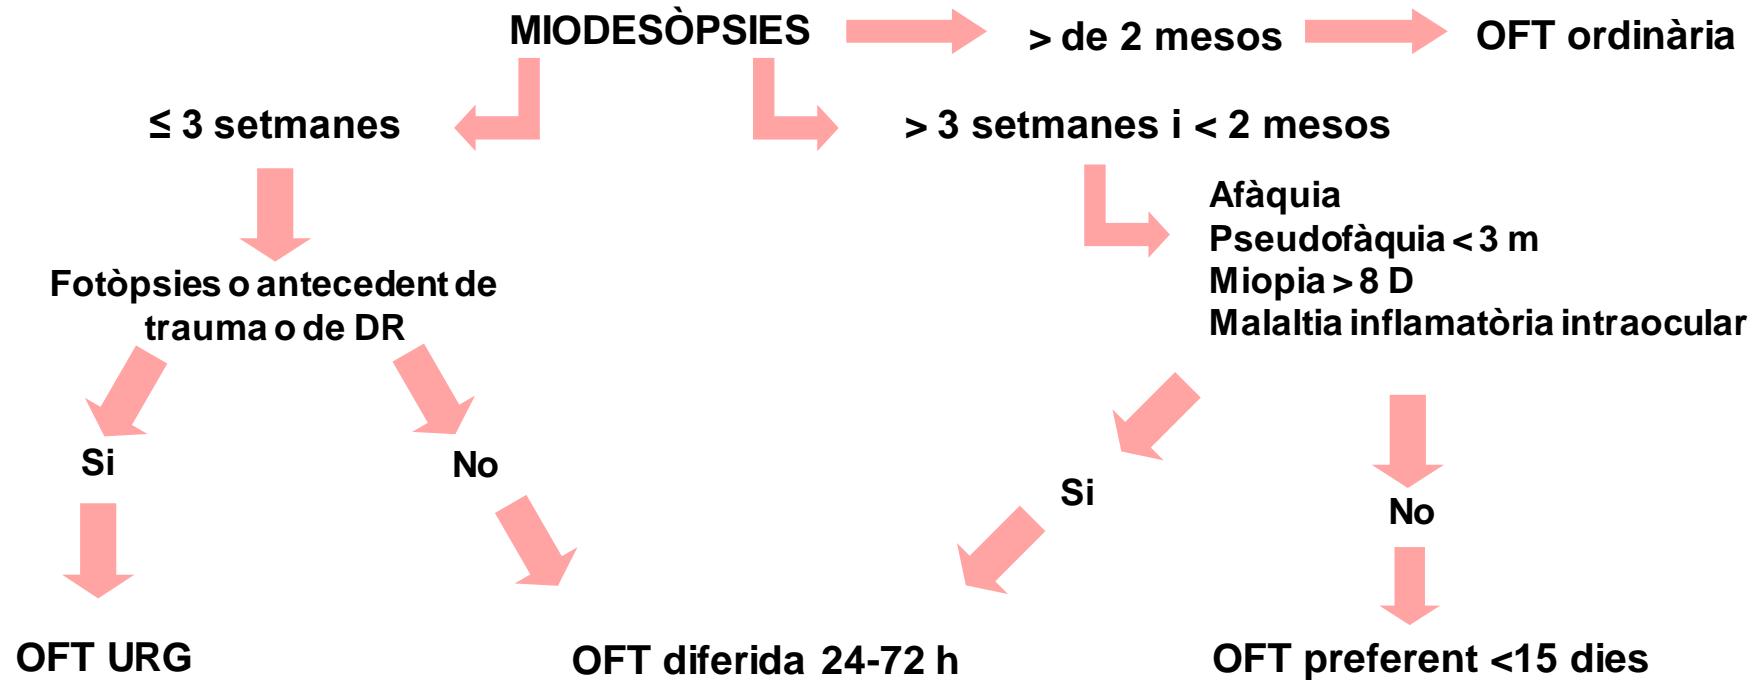 MIODESÒPSIES
> de 2 mesos
OFT ordinària
≤ 3 setmanes
> 3 setmanes i < 2 mesos
Afàquia
Pseudofàquia < 3 m
Miopia > 8 D
Malaltia inflamatòria intraocular
Fotòpsies o antecedent de
trauma o de DR
Si
No
Si
No
OFT URG
OFT diferida 24-72 h
OFT preferent <15 dies